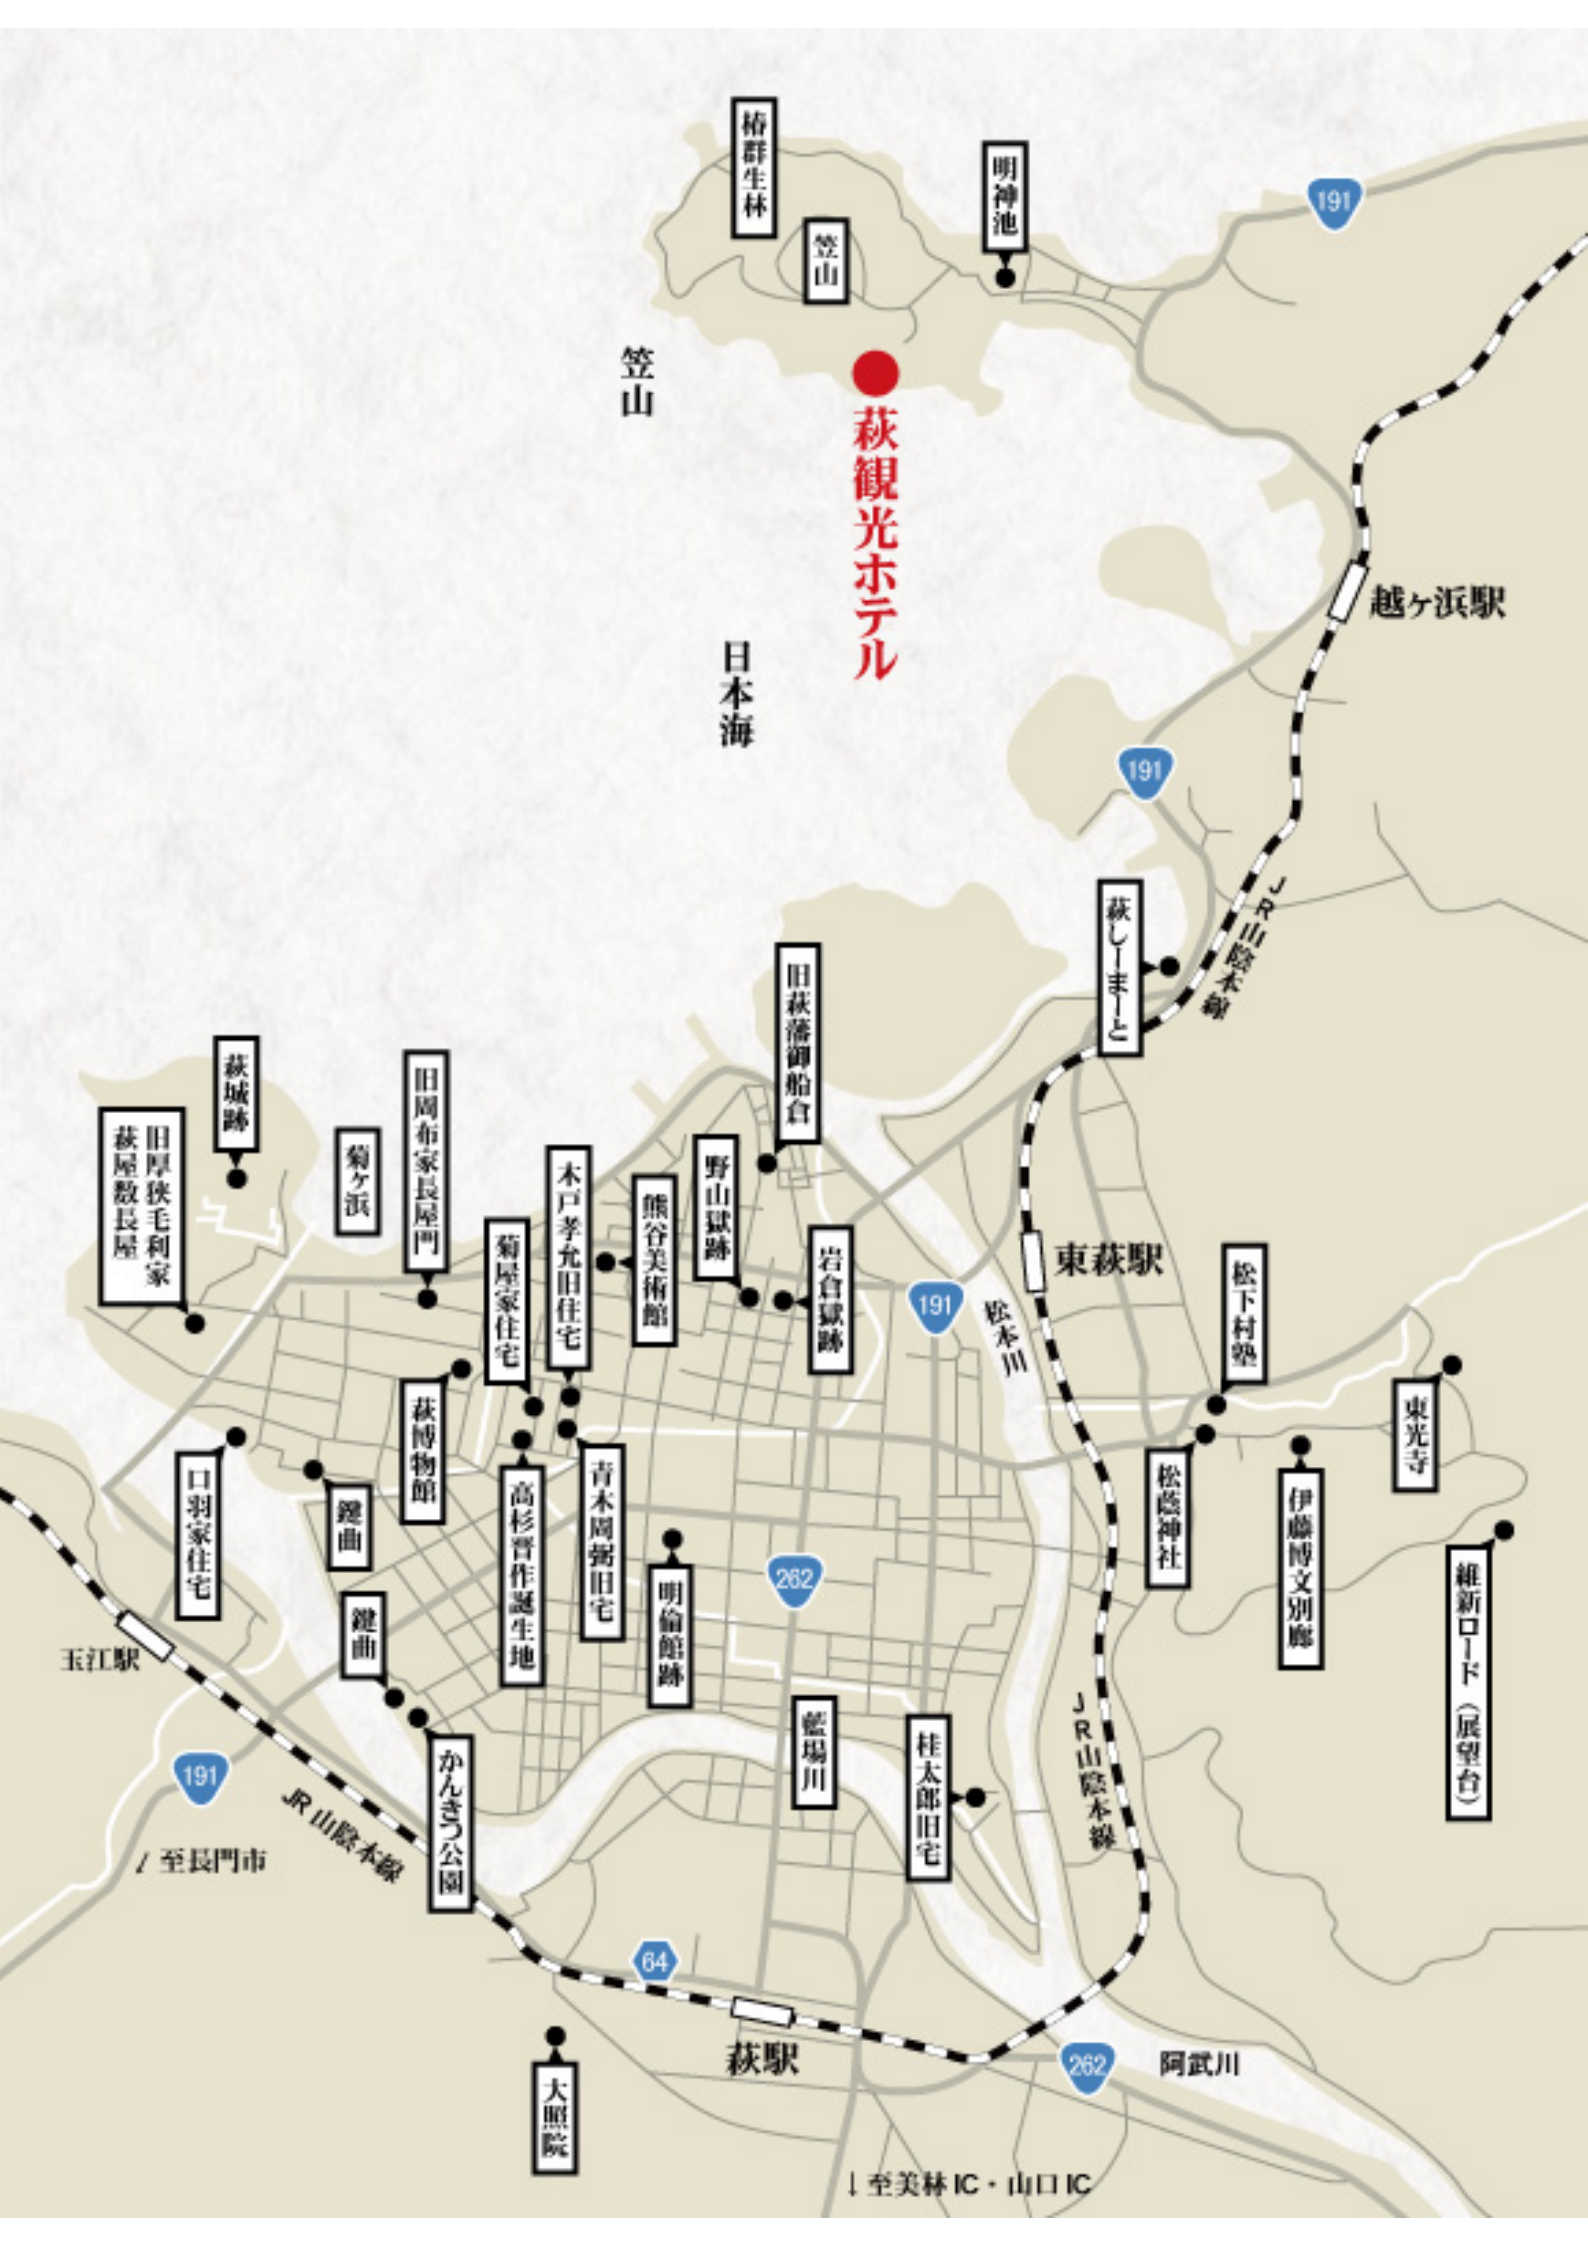 椿群生林
明神池
191
笠山
笠山
萩観光ホテル
越ヶ浜駅
日本海
191
JR山陰本線
萩しーまーと
旧萩藩御船倉
萩城跡
旧周布家長屋門
旧厚狭毛利家
萩屋敷長屋
菊ヶ浜
野山獄跡
木戸孝允旧住宅
熊谷美術館
菊屋家住宅
岩倉獄跡
191
松本川
東萩駅
松下村塾
東光寺
萩博物館
口羽家住宅
鍵曲
高杉晋作誕生地
青木周弼旧宅
明倫館跡
262
松蔭神社
伊藤博文別廊
維新ロード（展望台）
鍵曲
玉江駅
藍場川
桂太郎旧宅
JR山陰本線
191
かんきつ公園
JR山陰本線
↙至長門市
64
萩駅
262
阿武川
大照院
↓至美林IC・山口IC